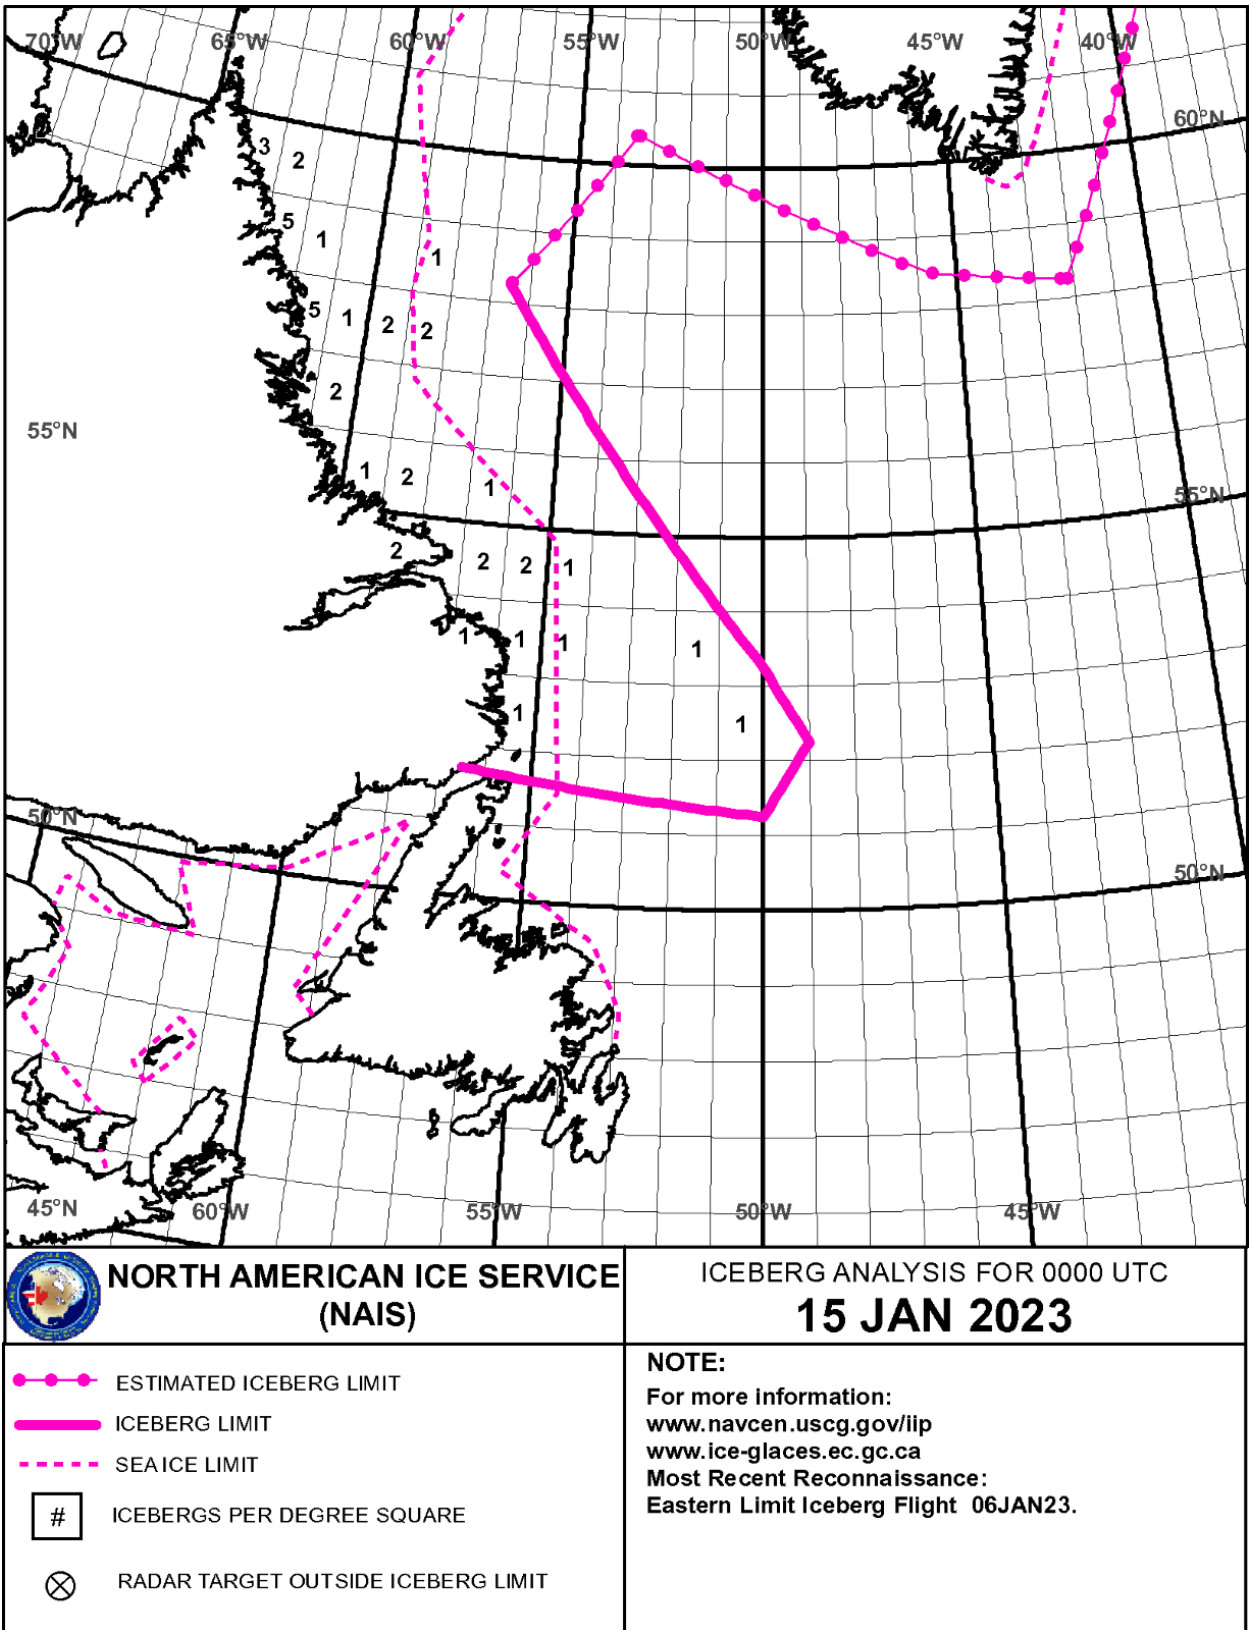 70°W 65°W 60°W 55°W 50°W 45°W 40°W
60°N
3 2
5
1
1
5 1 2 2
2
55°N
1 2 1
55°N
2 2 2 1
1 1 1 1
1 1
50°N
50°N
45°N 60°W 55°W 50°W 45°W
NORTH AMERICAN ICE SERVICE
(NAIS)
ICEBERG ANALYSIS FOR 0000 UTC
15 JAN 2023
ESTIMATED ICEBERG LIMIT
ICEBERG LIMIT
SEA ICE LIMIT
# ICEBERGS PER DEGREE SQUARE
RADAR TARGET OUTSIDE ICEBERG LIMIT
NOTE:
For more information:
www.navcen.uscg.gov/iip
www.ice-glaces.ec.gc.ca
Most Recent Reconnaissance:
Eastern Limit Iceberg Flight 06JAN23.